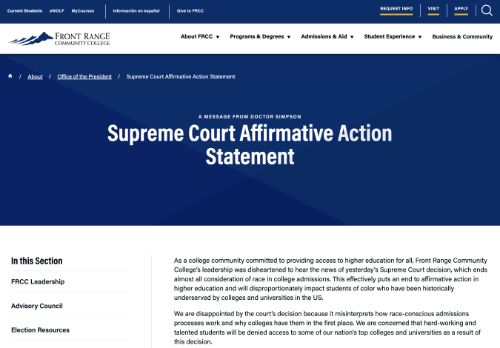 Current Students eWOLF MyCourses Información en español Give to FRCC REQUEST INFO VISIT APPLY
FRONT RANGE
COMMUNITY COLLEGE
About FRCC Programs & Degrees Admissions & Aid Student Experience Business & Community
/ About / Office of the President / Supreme Court Affirmative Action Statement
A MESSAGE FROM DOCTOR SIMPSON
Supreme Court Affirmative Action
Statement
In this Section
FRCC Leadership
Advisory Council
Election Resources
As a college community committed to providing access to higher education for all, Front Range Community
College's leadership was disheartened to hear the news of yesterday's Supreme Court decision, which ends
almost all consideration of race in college admissions. This effectively puts an end to affirmative action in
higher education and will disproportionately impact students of color who have been historically
underserved by colleges and universities in the US.
We are disappointed by the court's decision because it misinterprets how race-conscious admissions
processes work and why colleges have them in the first place. We are concerned that hard-working and
talented students will be denied access to some of our nation's top colleges and universities as a result of
this decision.